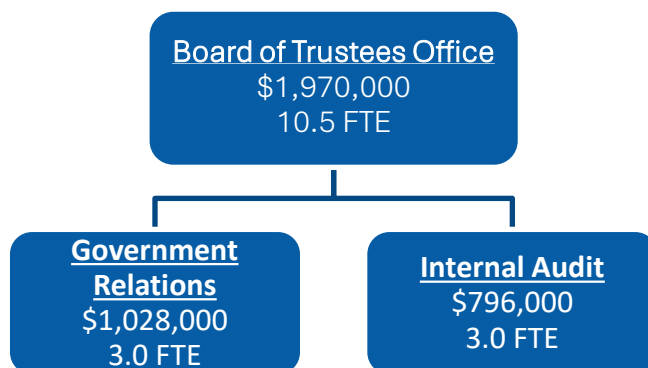 Board of Trustees Office
$1,970,000
10.5 FTE
Government
Relations
$1,028,000
3.0 FTE
Internal Audit
$796,000
3.0 FTE